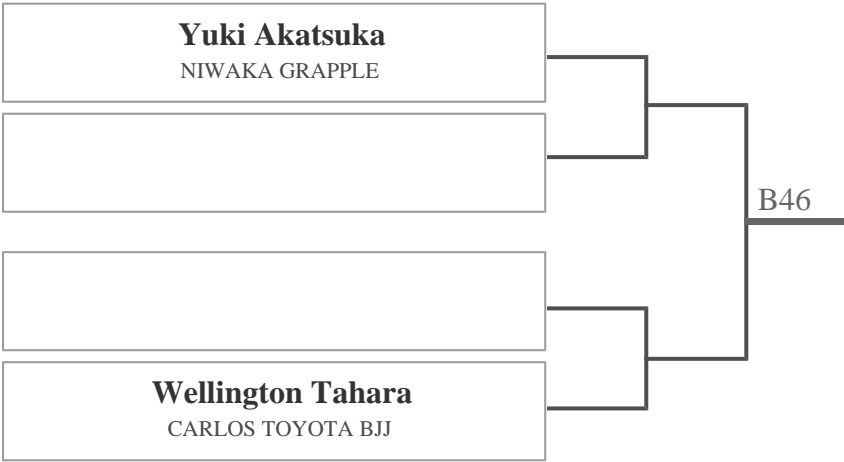 Yuki Akatsuka
NIWAKA GRAPPLE
B46
Wellington Tahara
CARLOS TOYOTA BJJ